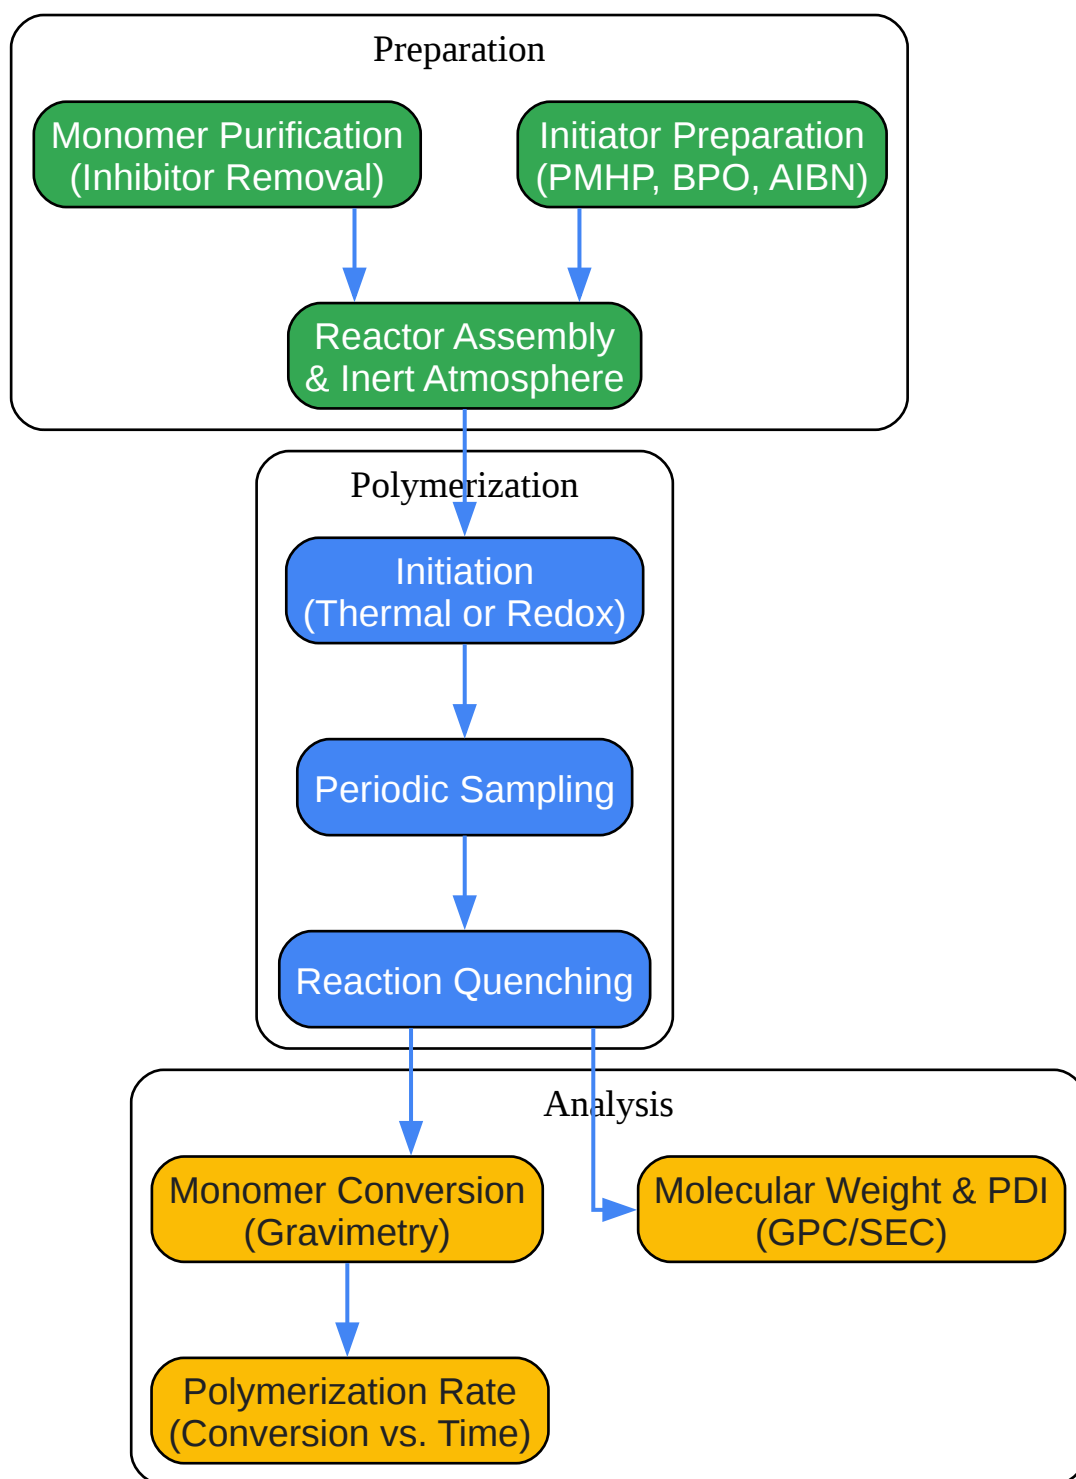 Preparation
Monomer Purification
(Inhibitor Removal)
Initiator Preparation
(PMHP, BPO, AIBN)
Reactor Assembly
& Inert Atmosphere
Polymerization
Initiation
(Thermal or Redox)
Periodic Sampling
Reaction Quenching
Analysis
Monomer Conversion
(Gravimetry)
Molecular Weight & PDI
(GPC/SEC)
Polymerization Rate
(Conversion vs. Time)